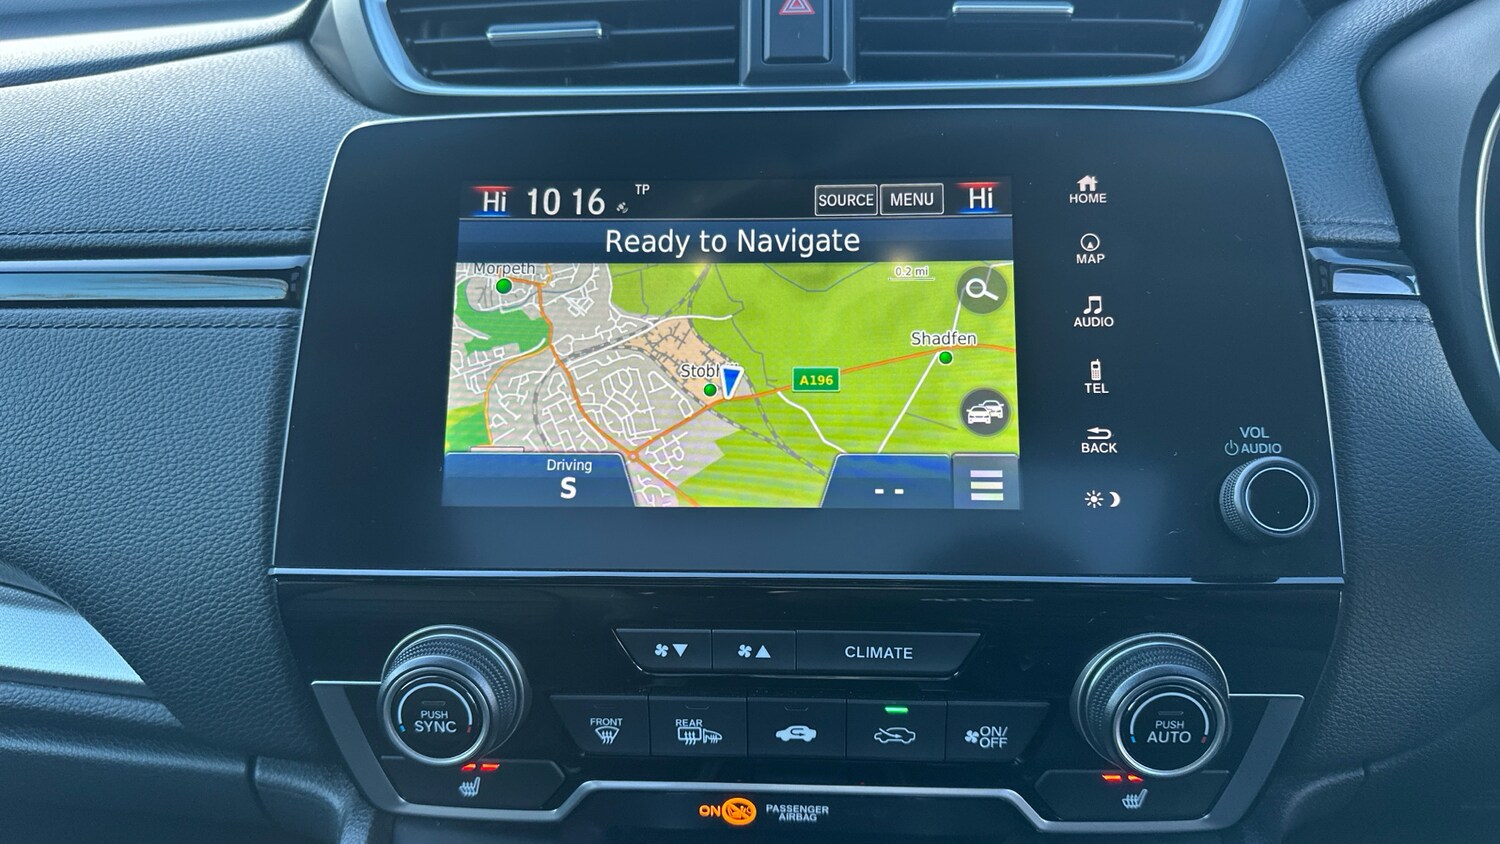 Hi 10 16 TP SOURCE MENU Hi
Ready to Navigate
Morpeth
0.2 mi
Shadfen
A196
Driving
S
- -
HOME
MAP
AUDIO
TEL
BACK
VOL
AUDIO
CLIMATE
PUSH
SYNC
FRONT
REAR
ON/
OFF
PUSH
AUTO
ON
PASSENGER
AIRBAG